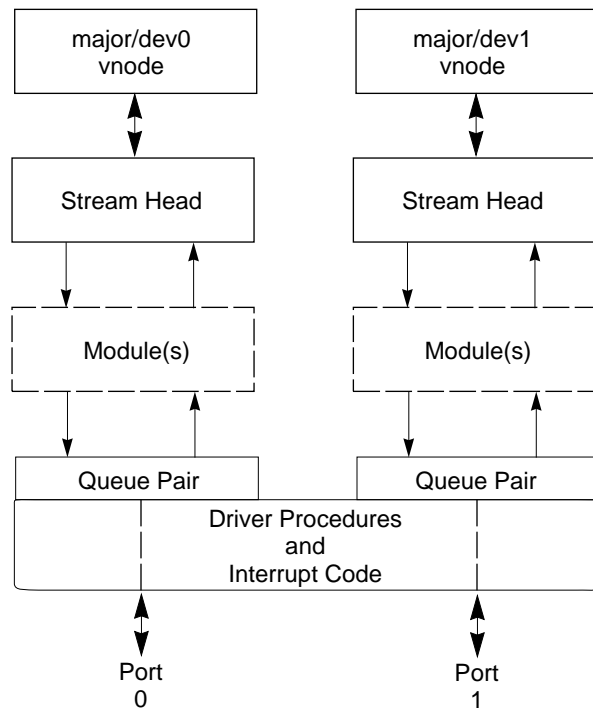 major/dev0
vnode
major/dev1
vnode
Stream Head
Stream Head
Module(s)
Module(s)
Queue Pair
Queue Pair
Driver Procedures
and
Interrupt Code
Port
0
Port
1